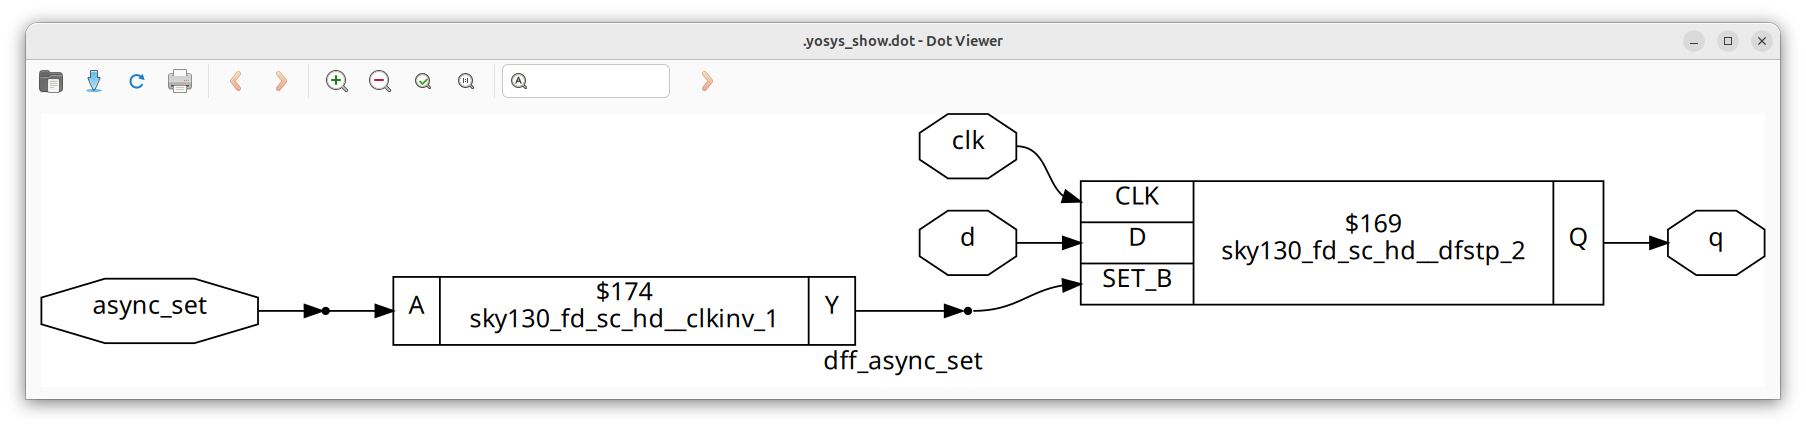 .yosys_show.dot - Dot Viewer
clk
CLK
$169
d
D
sky130_fd_sc_hd__dfstp_2
Q
q
SET_B
async_set
A
$174
sky130_fd_sc_hd__clkinv_1
Y
dff_async_set